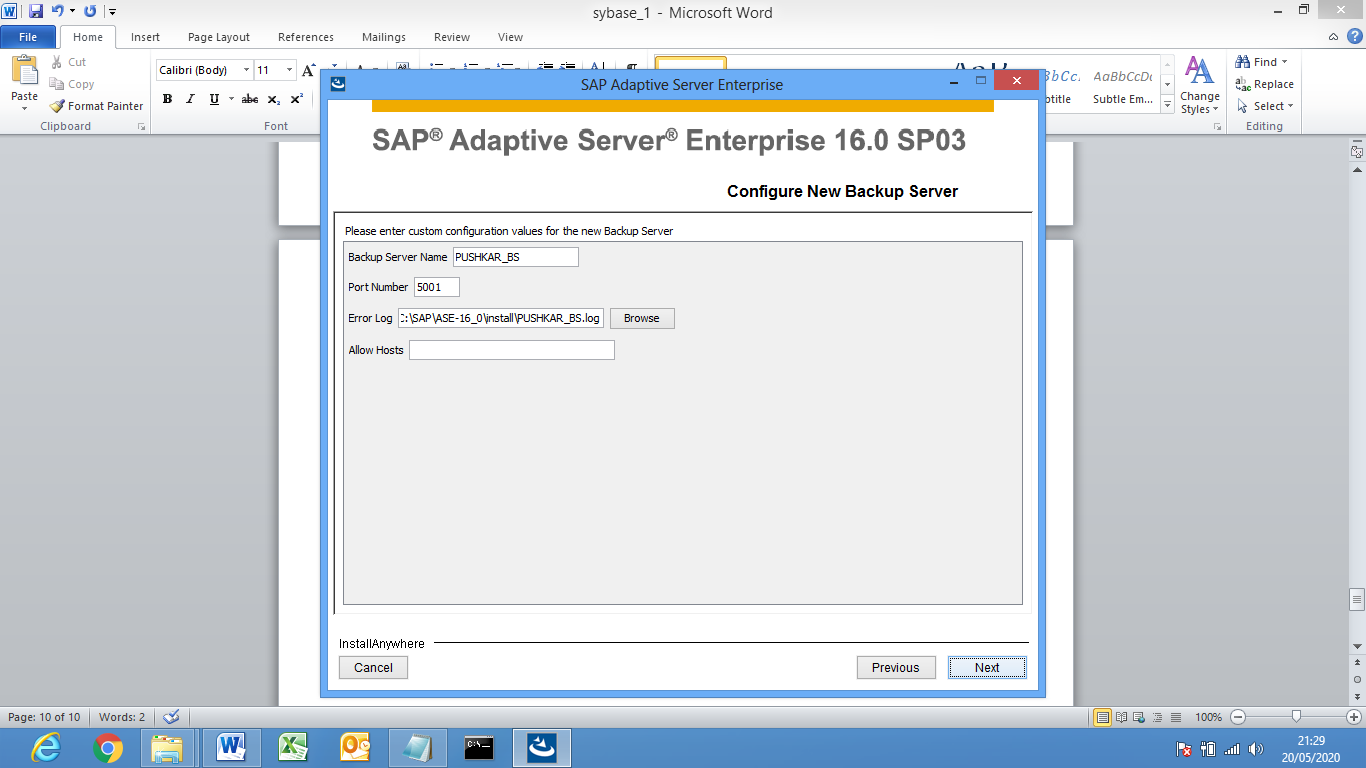 sybase_1 - Microsoft Word
File Home Insert Page Layout References Mailings Review View
Paste
Cut
Copy
Format Painter
Clipboard
Calibri (Body) 11
B I U abc x₂ x²
Font
AaBbCcDc
Subtle Em...
Change
Styles
Find
Replace
Select
Editing
SAP Adaptive Server Enterprise
SAP® Adaptive Server® Enterprise 16.0 SP03
Configure New Backup Server
Please enter custom configuration values for the new Backup Server
Backup Server Name PUSHKAR_BS
Port Number 5001
Error Log C:\SAP\ASE-16_0\install\PUSHKAR_BS.log Browse
Allow Hosts
InstallAnywhere
Cancel Previous Next
Page: 10 of 10 Words: 2 100%
21:29
20/05/2020